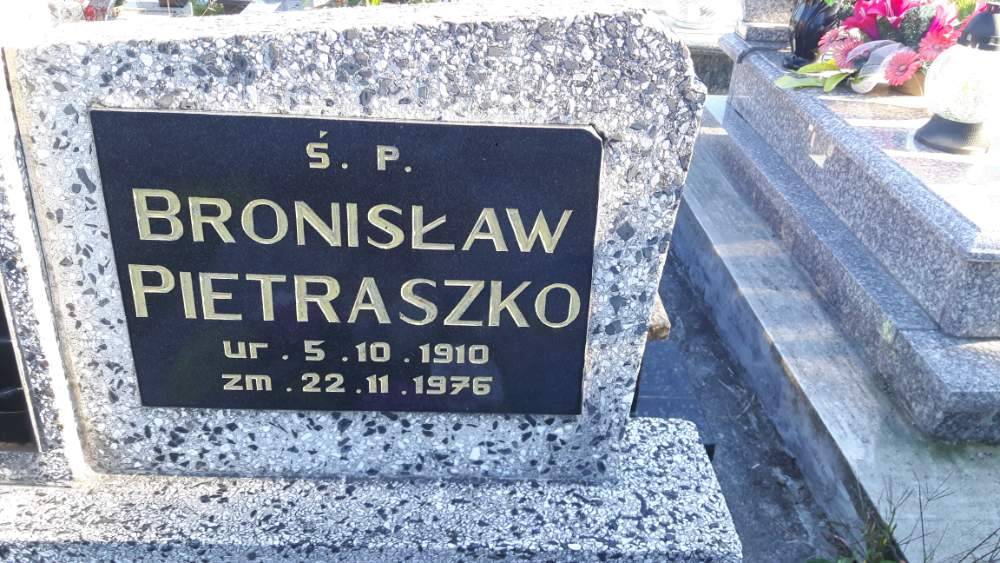 Ś. P.
BRONISŁAW
PIETRASZKO
ur. 5. 10. 1910
zm. 22. 11. 1976